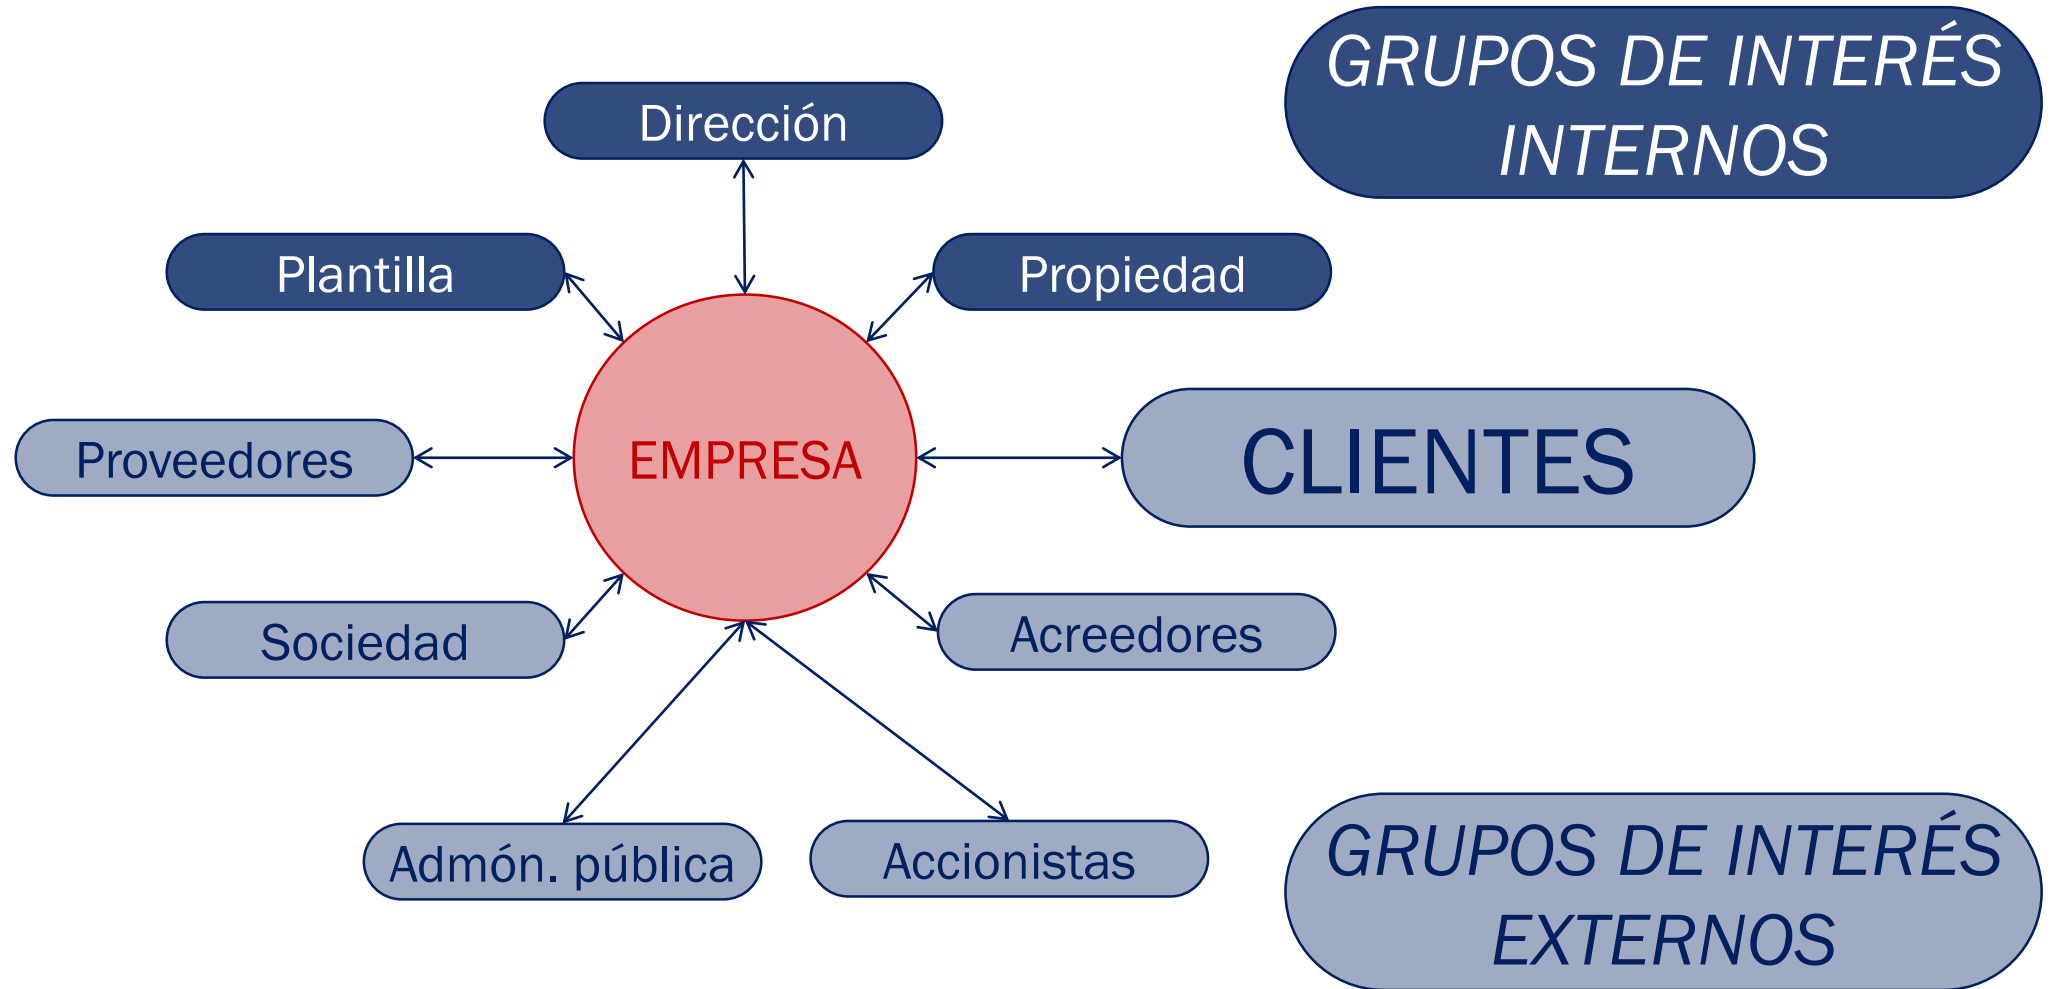 GRUPOS DE INTERÉS
INTERNOS
Dirección
Plantilla
Propiedad
Proveedores
EMPRESA
CLIENTES
Sociedad
Acreedores
Admón. pública
Accionistas
GRUPOS DE INTERÉS
EXTERNOS